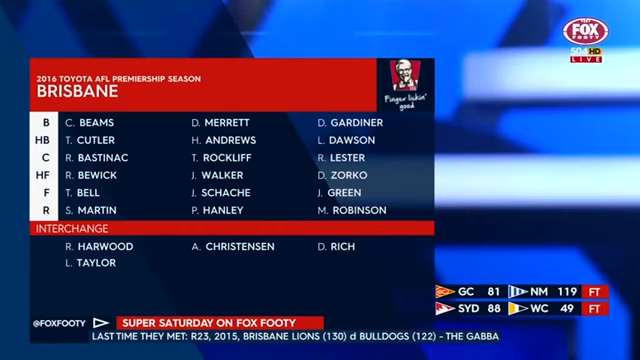 FOX
FOOTY
504 HD
LIVE
2016 TOYOTA AFL PREMIERSHIP SEASON
BRISBANE
KFC
Finger lickin' good
B C. BEAMS D. MERRETT D. GARDINER
HB T. CUTLER H. ANDREWS L. DAWSON
C R. BASTINAC T. ROCKLIFF R. LESTER
HF R. BEWICK J. WALKER D. ZORKO
F T. BELL J. SCHACHE J. GREEN
R S. MARTIN P. HANLEY M. ROBINSON
INTERCHANGE
R. HARWOOD A. CHRISTENSEN D. RICH
L. TAYLOR
GC 81 NM 119 FT
SYD 88 WC 49 FT
@FOXFOOTY SUPER SATURDAY ON FOX FOOTY
LAST TIME THEY MET: R23, 2015, BRISBANE LIONS (130) d BULLDOGS (122) - THE GABBA